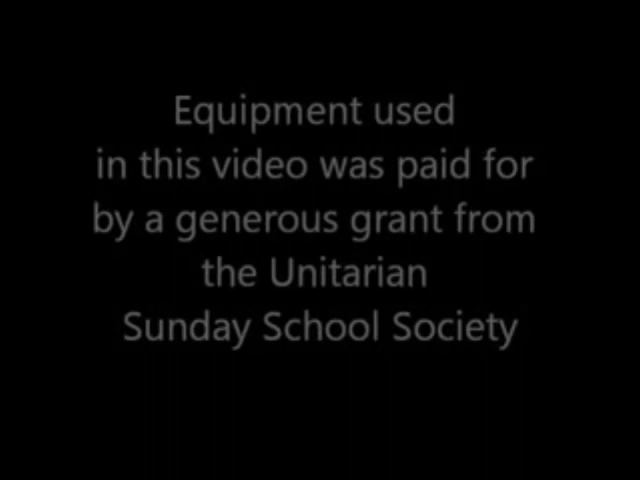 Equipment used
in this video was paid for
by a generous grant from
the Unitarian
Sunday School Society